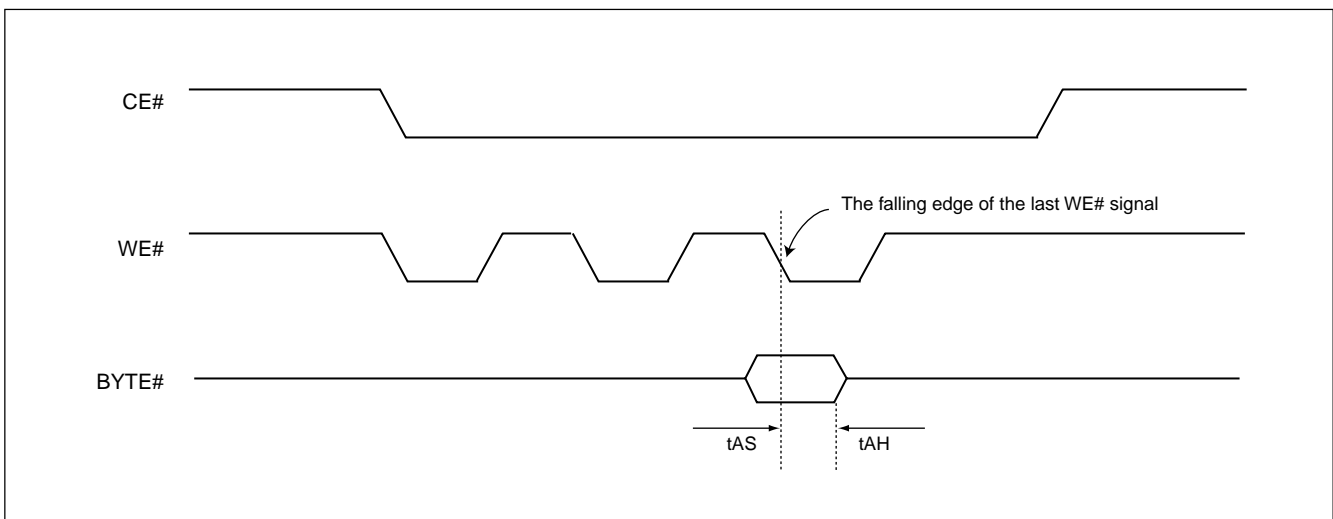 CE#
The falling edge of the last WE# signal
WE#
BYTE#
tAS
tAH